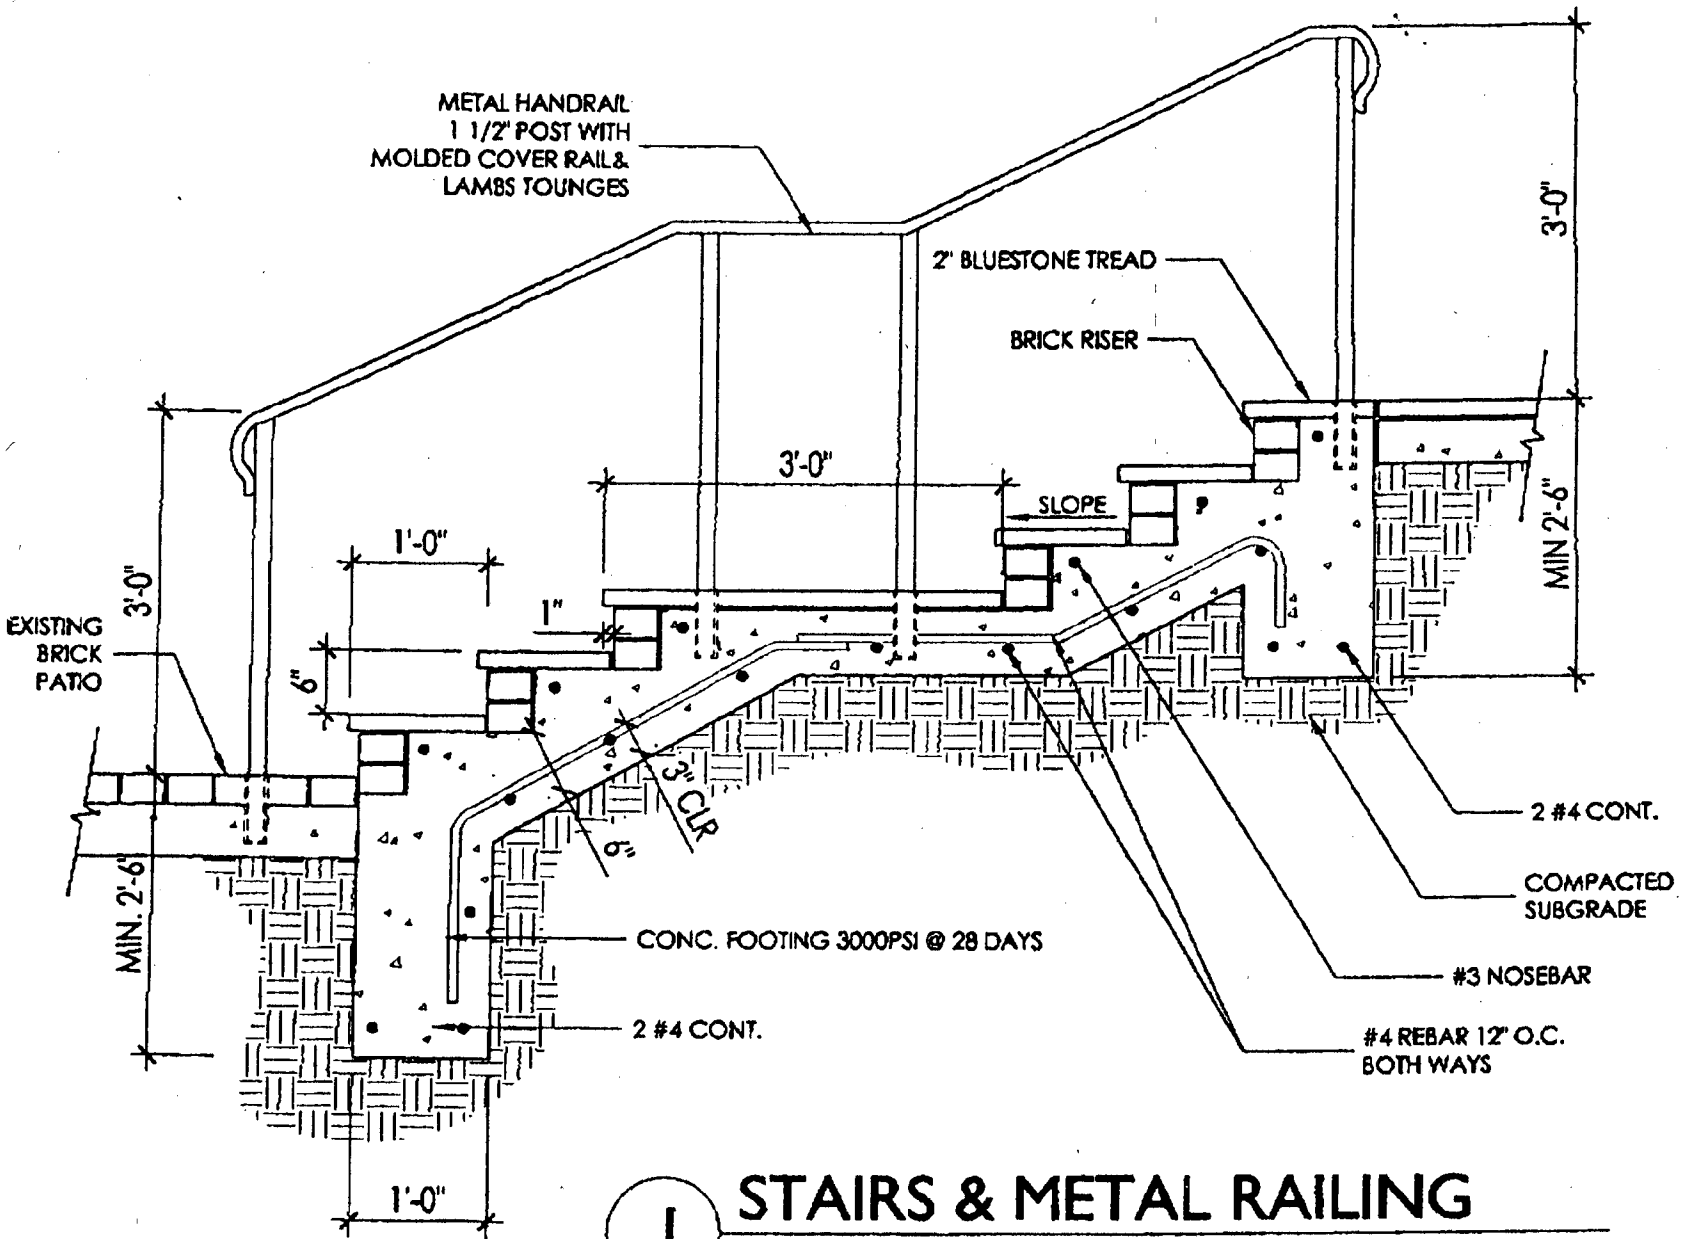 METAL HANDRAIL
1 1/2" POST WITH
MOLDED COVER RAIL &
LAMBS TOUNGES
3'-0"
2" BLUESTONE TREAD
BRICK RISER
3'-0"
SLOPE
1'-0"
MIN 2'-6"
3'-0"
1"
EXISTING
BRICK
PATIO
6"
3" CLR
6"
2 #4 CONT.
MIN. 2'-6"
COMPACTED
SUBGRADE
CONC. FOOTING 3000PSI @ 28 DAYS
#3 NOSEBAR
2 #4 CONT.
#4 REBAR 12" O.C.
BOTH WAYS
1'-0"
1
STAIRS & METAL RAILING